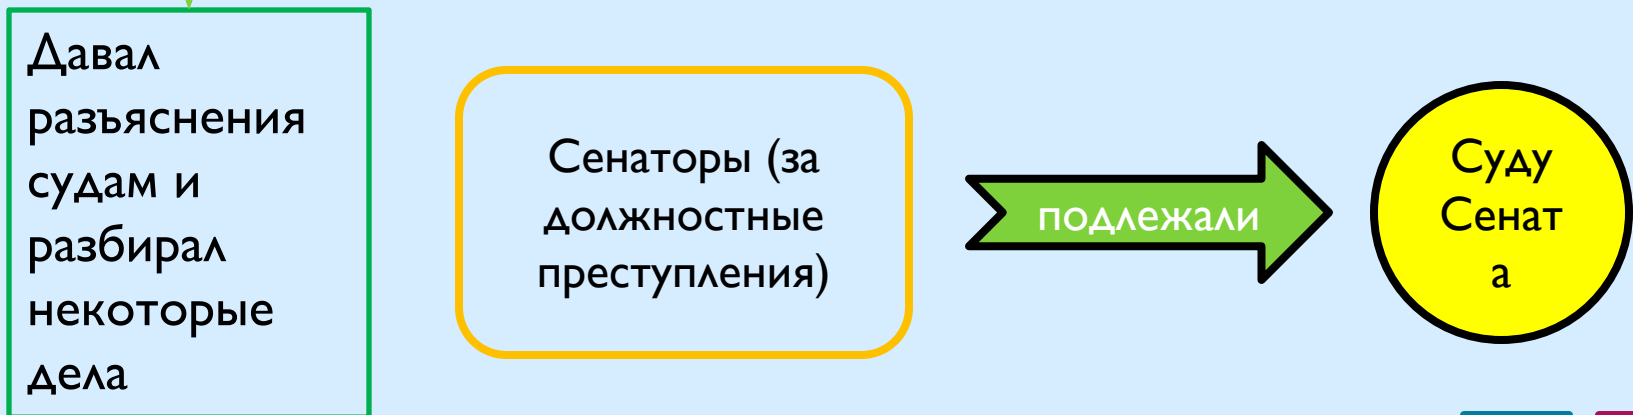 Давал
разъяснения
судам и
разбирал
некоторые
дела
Сенаторы (за
должностные
преступления)
подлежали
Суду
Сенат
а